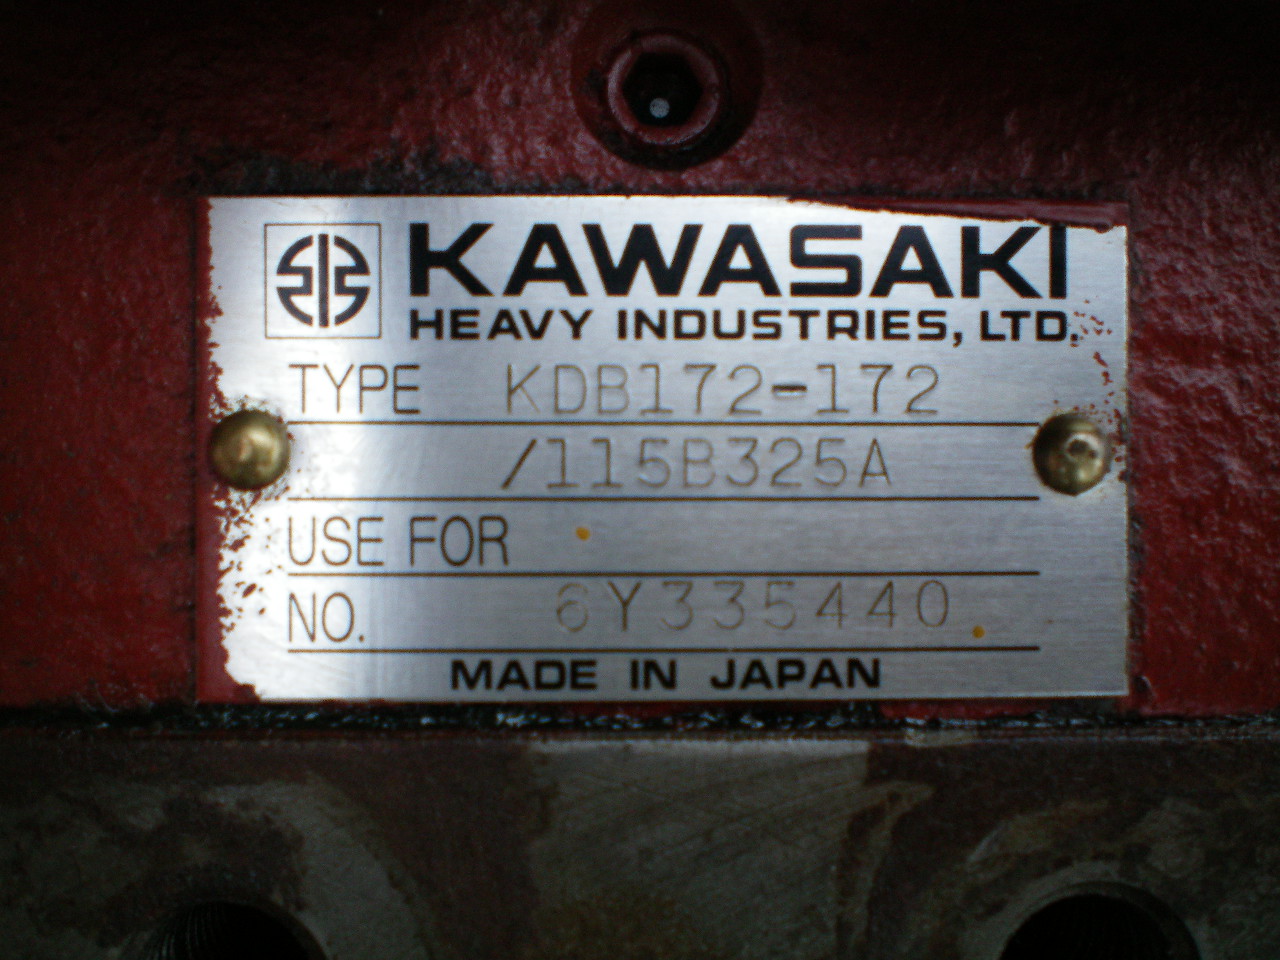 KAWASAKI
HEAVY INDUSTRIES, LTD.
TYPE KDB172-172
/115B325A
USE FOR
NO. 6Y335440
MADE IN JAPAN